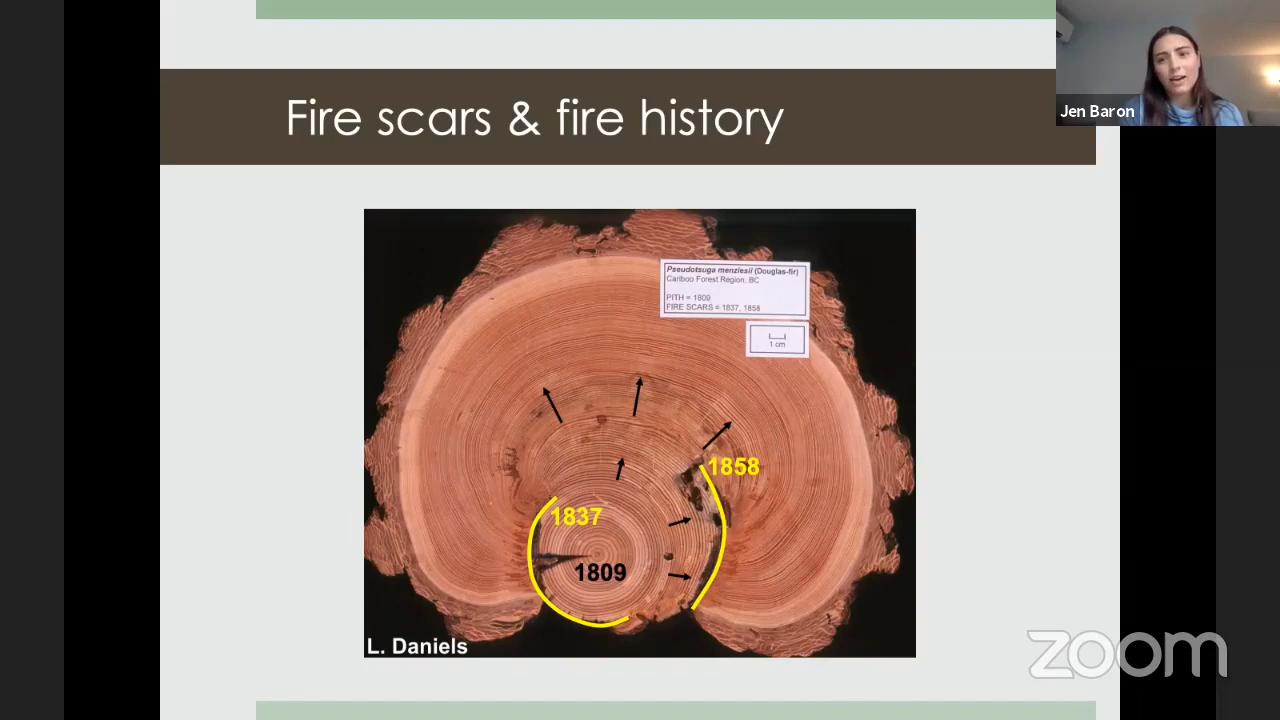 Fire scars & fire history
Jen Baron
Pseudotsuga menziesii (Douglas-fir)
Cariboo Forest Region, BC
PITH = 1809
FIRE SCARS = 1837, 1858
1 cm
1858
1837
1809
L. Daniels
zoom